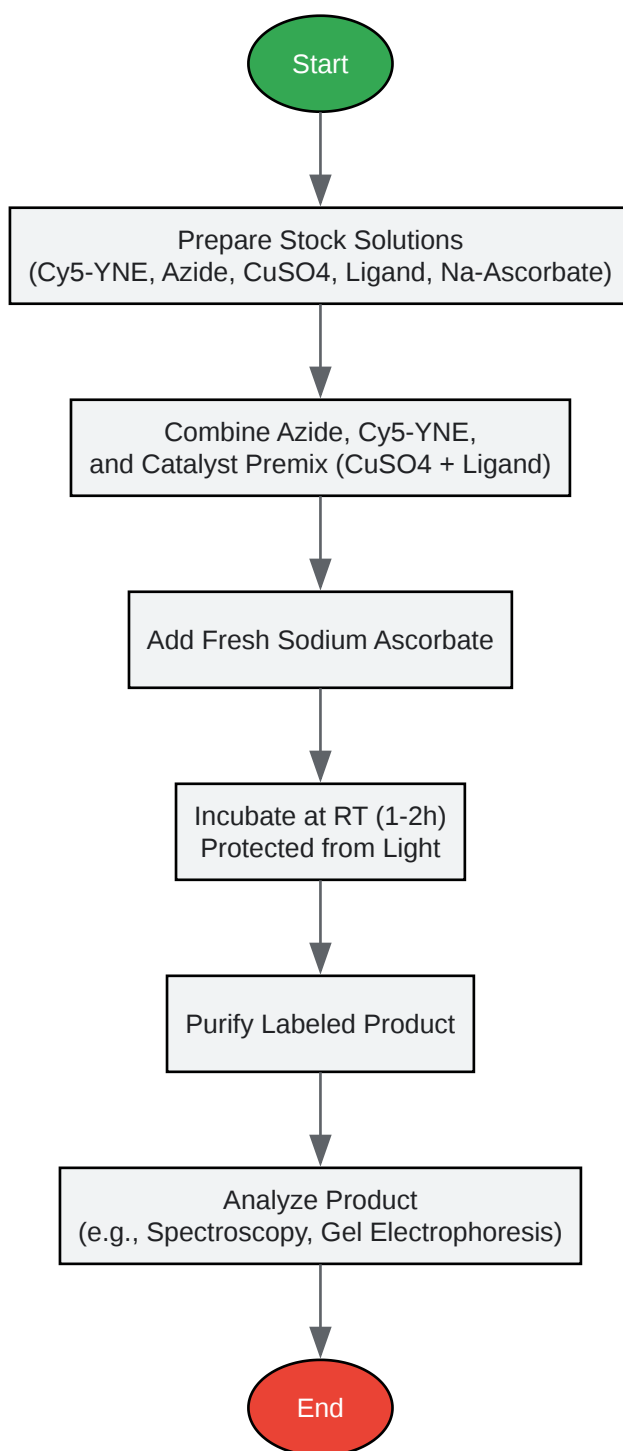 Start
Prepare Stock Solutions
(Cy5-YNE, Azide, CuSO4, Ligand, Na-Ascorbate)
Combine Azide, Cy5-YNE,
and Catalyst Premix (CuSO4 + Ligand)
Add Fresh Sodium Ascorbate
Incubate at RT (1-2h)
Protected from Light
Purify Labeled Product
Analyze Product
(e.g., Spectroscopy, Gel Electrophoresis)
End